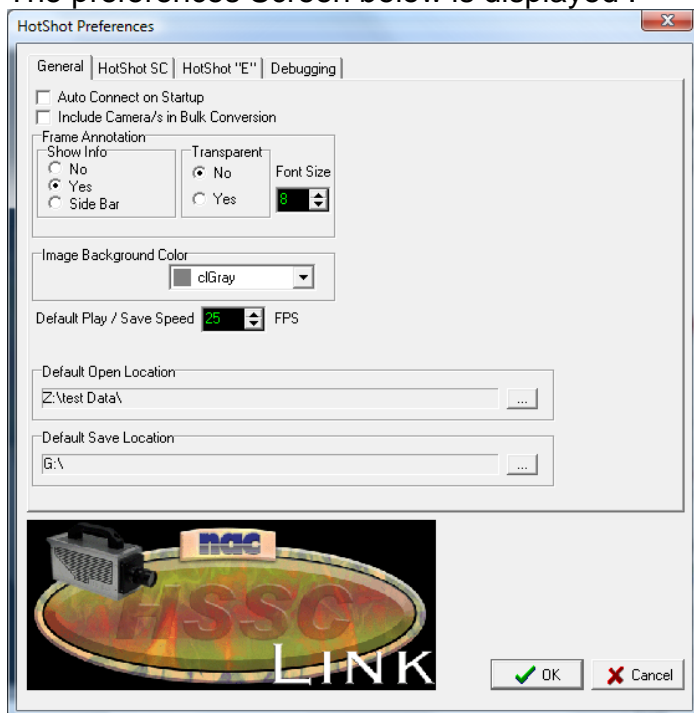 The preferences Screen below is displayed .
HotShot Preferences
General HotShot SC HotShot "E" Debugging
Auto Connect on Startup
Include Camera/s in Bulk Conversion
Frame Annotation
Show Info
No
Yes
Side Bar
Transparent
No
Yes
Font Size
8
Image Background Color
clGray
Default Play / Save Speed 25 FPS
Default Open Location
Z:\test Data\
...
Default Save Location
G:\
...
nac
HSSC
LINK
OK Cancel